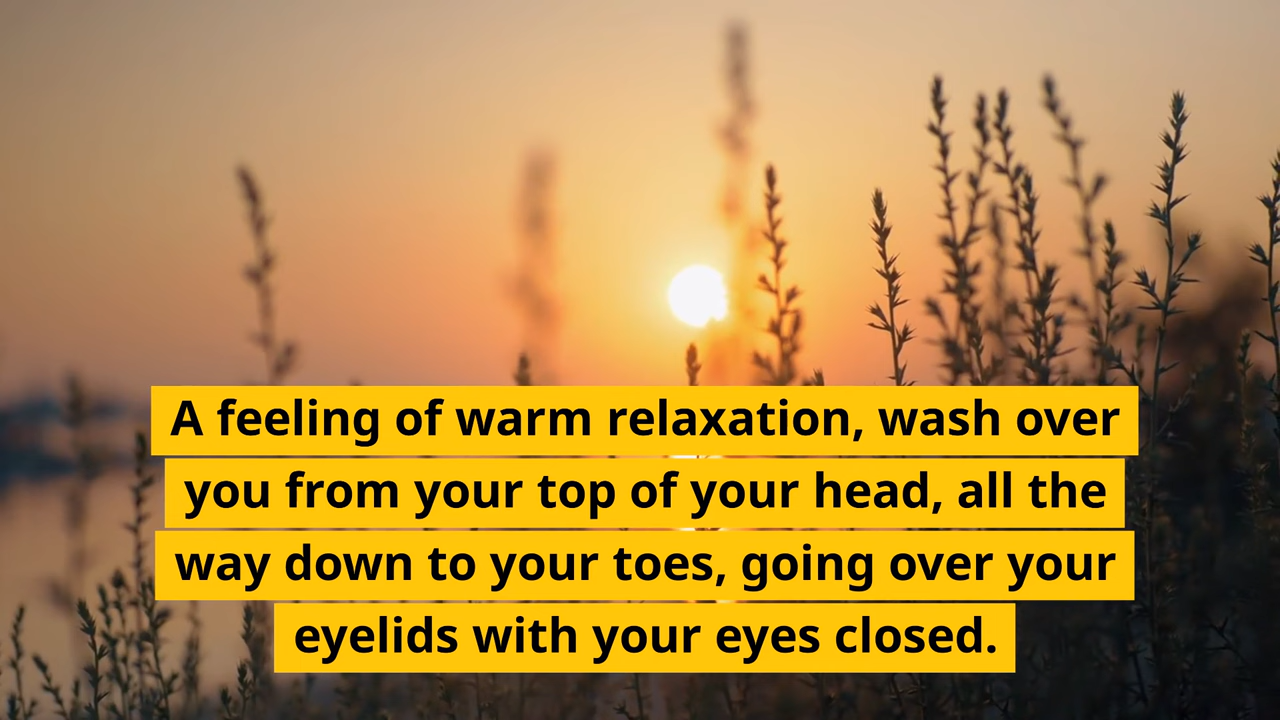 A feeling of warm relaxation, wash over
you from your top of your head, all the
way down to your toes, going over your
eyelids with your eyes closed.